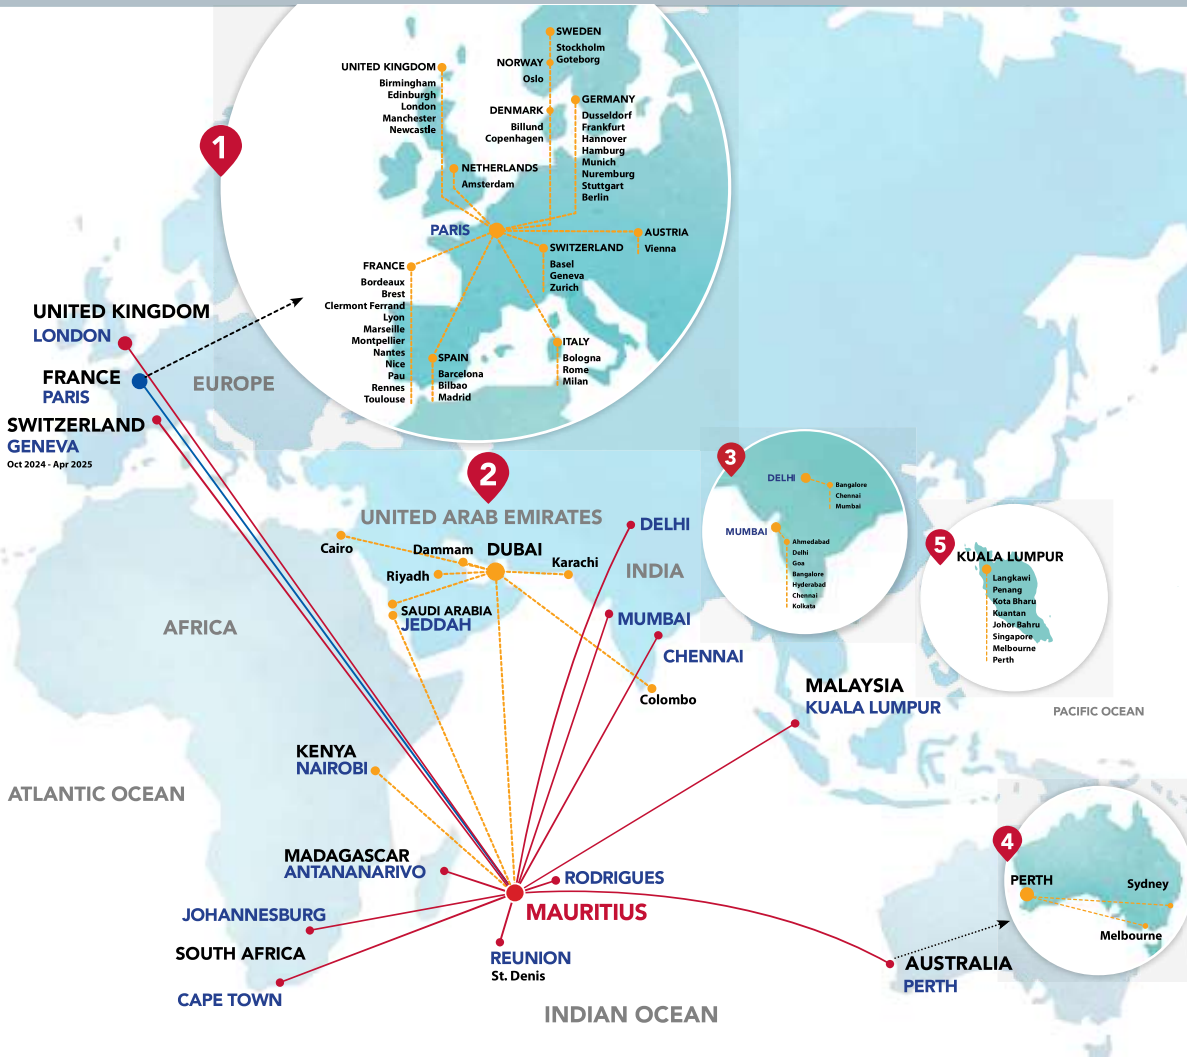 1
SWEDEN
Stockholm
Goteborg
NORWAY
Oslo
UNITED KINGDOM
Birmingham
Edinburgh
London
Manchester
Newcastle
DENMARK
Billund
Copenhagen
GERMANY
Dusseldorf
Frankfurt
Hannover
Hamburg
Munich
Nuremburg
Stuttgart
Berlin
NETHERLANDS
Amsterdam
PARIS
AUSTRIA
Vienna
SWITZERLAND
Basel
Geneva
Zurich
FRANCE
Bordeaux
Brest
Clermont Ferrand
Lyon
Marseille
Montpellier
Nantes
Nice
Pau
Rennes
Toulouse
SPAIN
Barcelona
Bilbao
Madrid
ITALY
Bologna
Rome
Milan
UNITED KINGDOM
LONDON
FRANCE
PARIS
SWITZERLAND
GENEVA
Oct 2024 - Apr 2025
EUROPE
2
UNITED ARAB EMIRATES
Cairo
Dammam
DUBAI
Riyadh
Karachi
SAUDI ARABIA
JEDDAH
Colombo
DELHI
INDIA
MUMBAI
CHENNAI
3
DELHI
Bangalore
Chennai
Mumbai
MUMBAI
Ahmedabad
Delhi
Goa
Bangalore
Hyderabad
Chennai
Kolkata
5
KUALA LUMPUR
Langkawi
Penang
Kota Bharu
Kuantan
Johor Bahru
Singapore
Melbourne
Perth
AFRICA
MALAYSIA
KUALA LUMPUR
PACIFIC OCEAN
KENYA
NAIROBI
ATLANTIC OCEAN
MADAGASCAR
ANTANANARIVO
RODRIGUES
MAURITIUS
JOHANNESBURG
SOUTH AFRICA
CAPE TOWN
REUNION
St. Denis
4
PERTH
Sydney
Melbourne
AUSTRALIA
PERTH
INDIAN OCEAN